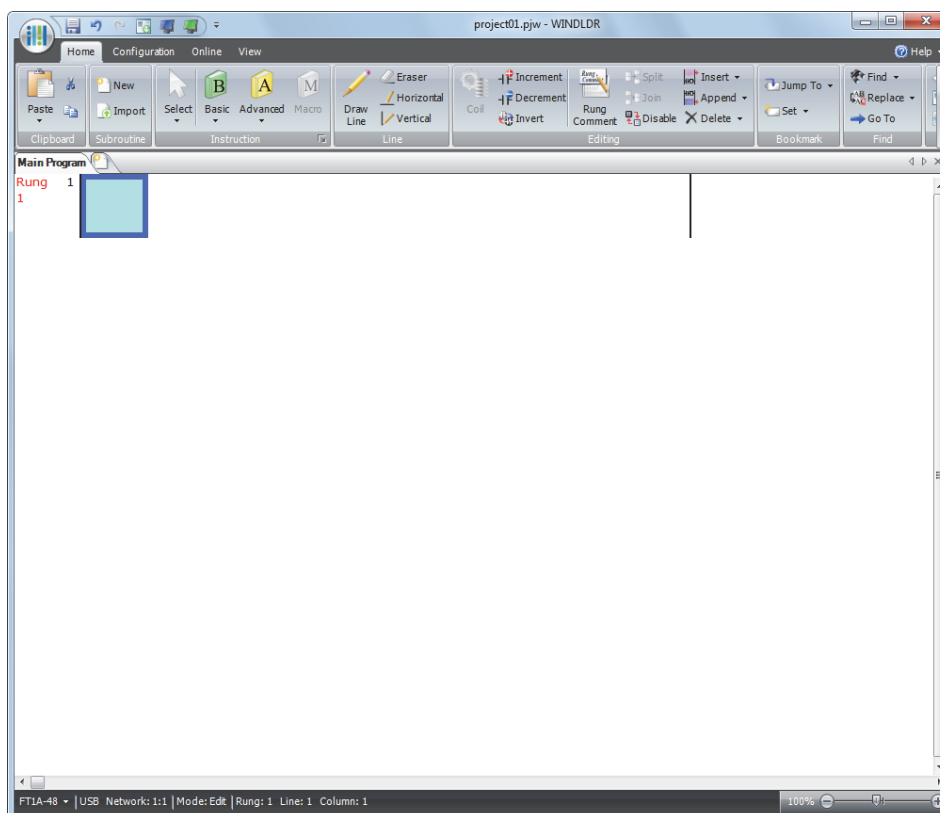 project01.pjw - WINDLDR
Home Configuration Online View Help
Paste
Clipboard
New
Import
Subroutine
Select Basic Advanced Macro
B A M
Instruction
Draw Line
Eraser
Horizontal
Vertical
Line
Coil
Increment
Decrement
Invert
Rung Comment
Split
Join
Disable
Insert
Append
Delete
Editing
Jump To
Set
Bookmark
Find
Replace
Go To
Find
Main Program
Rung 1
1
FT1A-48 USB Network: 1:1 Mode: Edit Rung: 1 Line: 1 Column: 1 100%